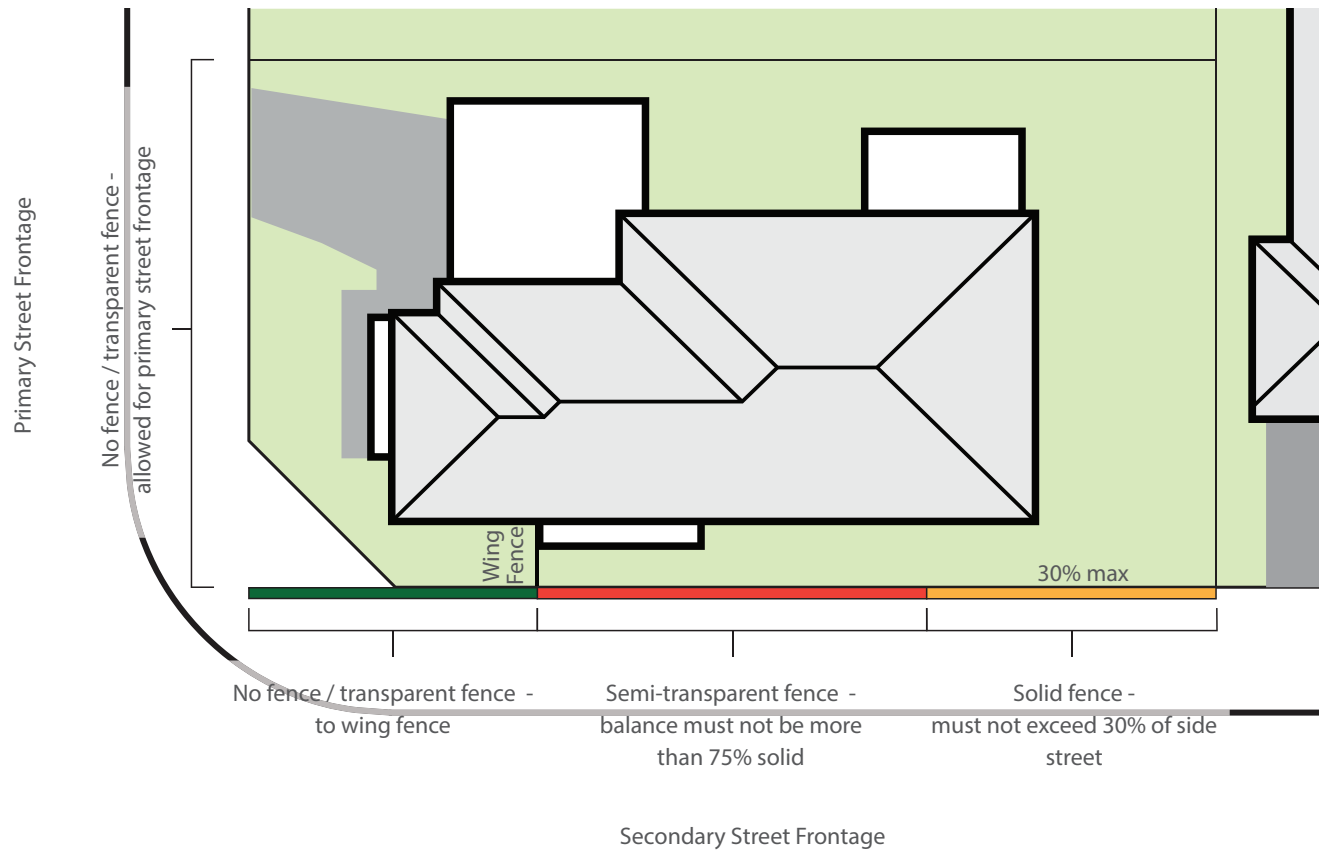 Primary Street Frontage
No fence / transparent fence -
allowed for primary street frontage
Wing
Fence
30% max
No fence / transparent fence -
to wing fence
Semi-transparent fence -
balance must not be more
than 75% solid
Solid fence -
must not exceed 30% of side
street
Secondary Street Frontage